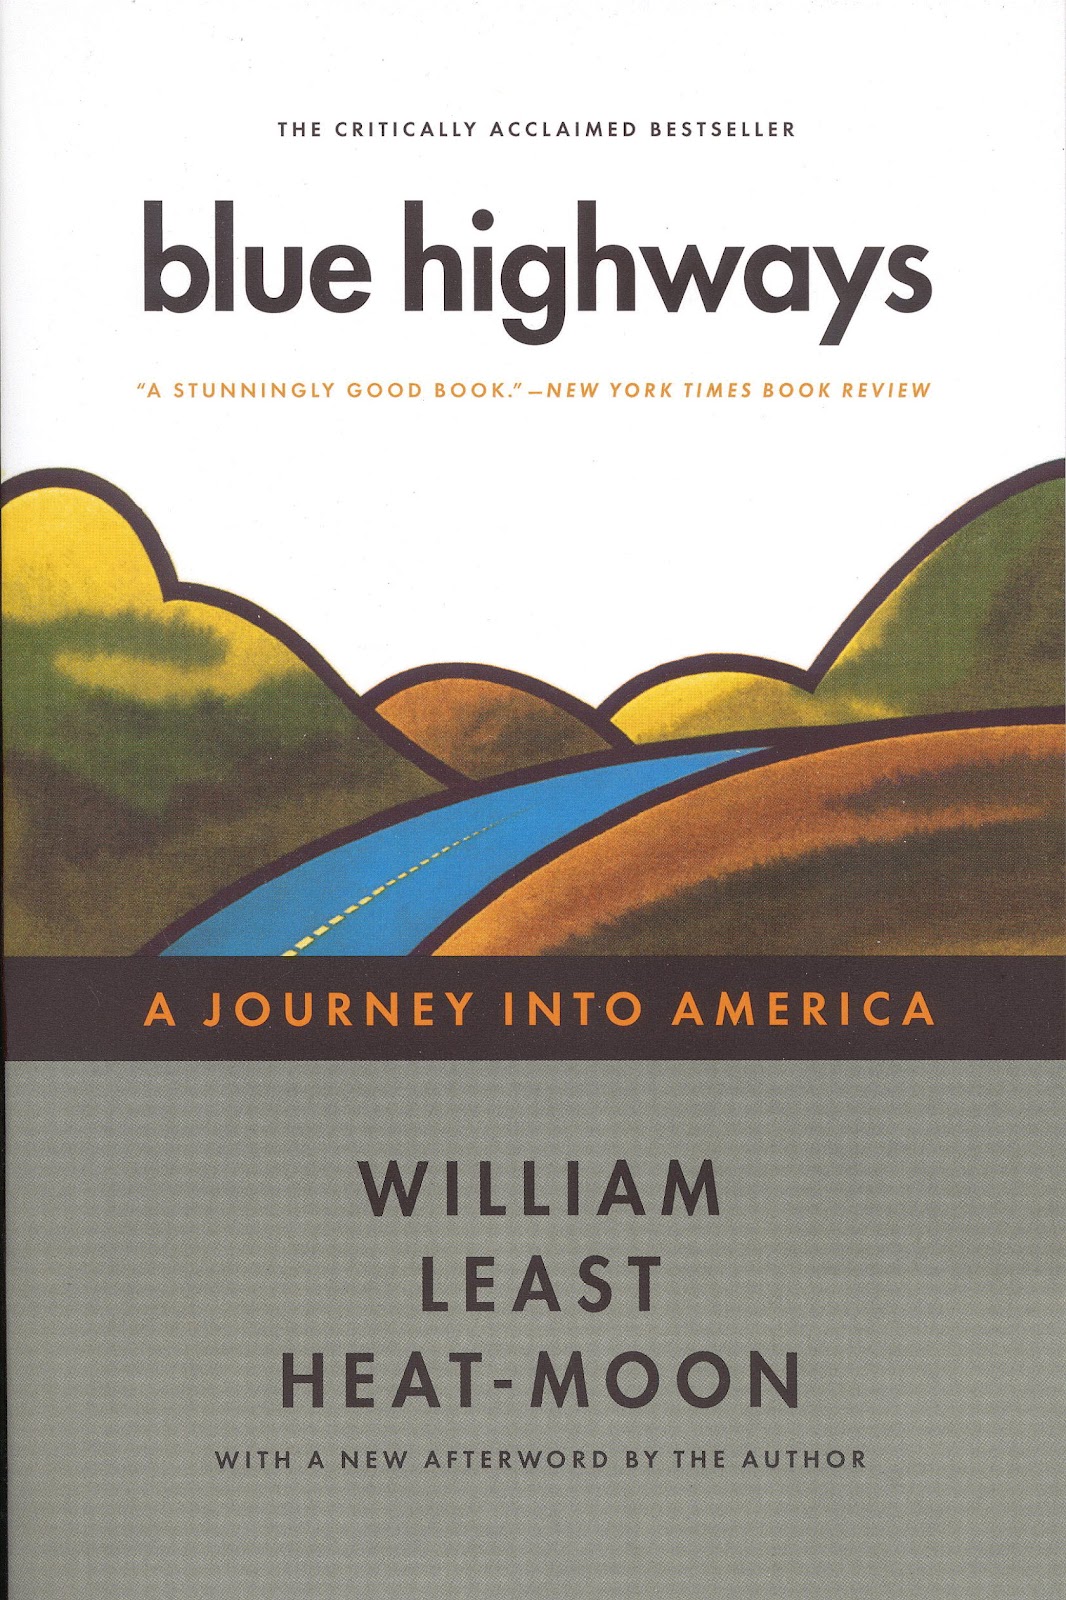 THE CRITICALLY ACCLAIMED BESTSELLER
blue highways
“A STUNNINGLY GOOD BOOK.”—NEW YORK TIMES BOOK REVIEW
A JOURNEY INTO AMERICA
WILLIAM
LEAST
HEAT-MOON
WITH A NEW AFTERWORD BY THE AUTHOR